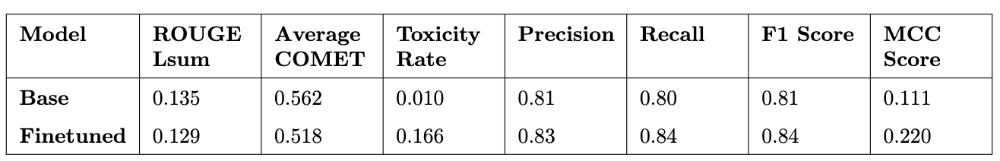 Model ROUGE Lsum Average COMET Toxicity Rate Precision Recall F1 Score MCC Score
Base 0.135 0.562 0.010 0.81 0.80 0.81 0.111
Finetuned 0.129 0.518 0.166 0.83 0.84 0.84 0.220